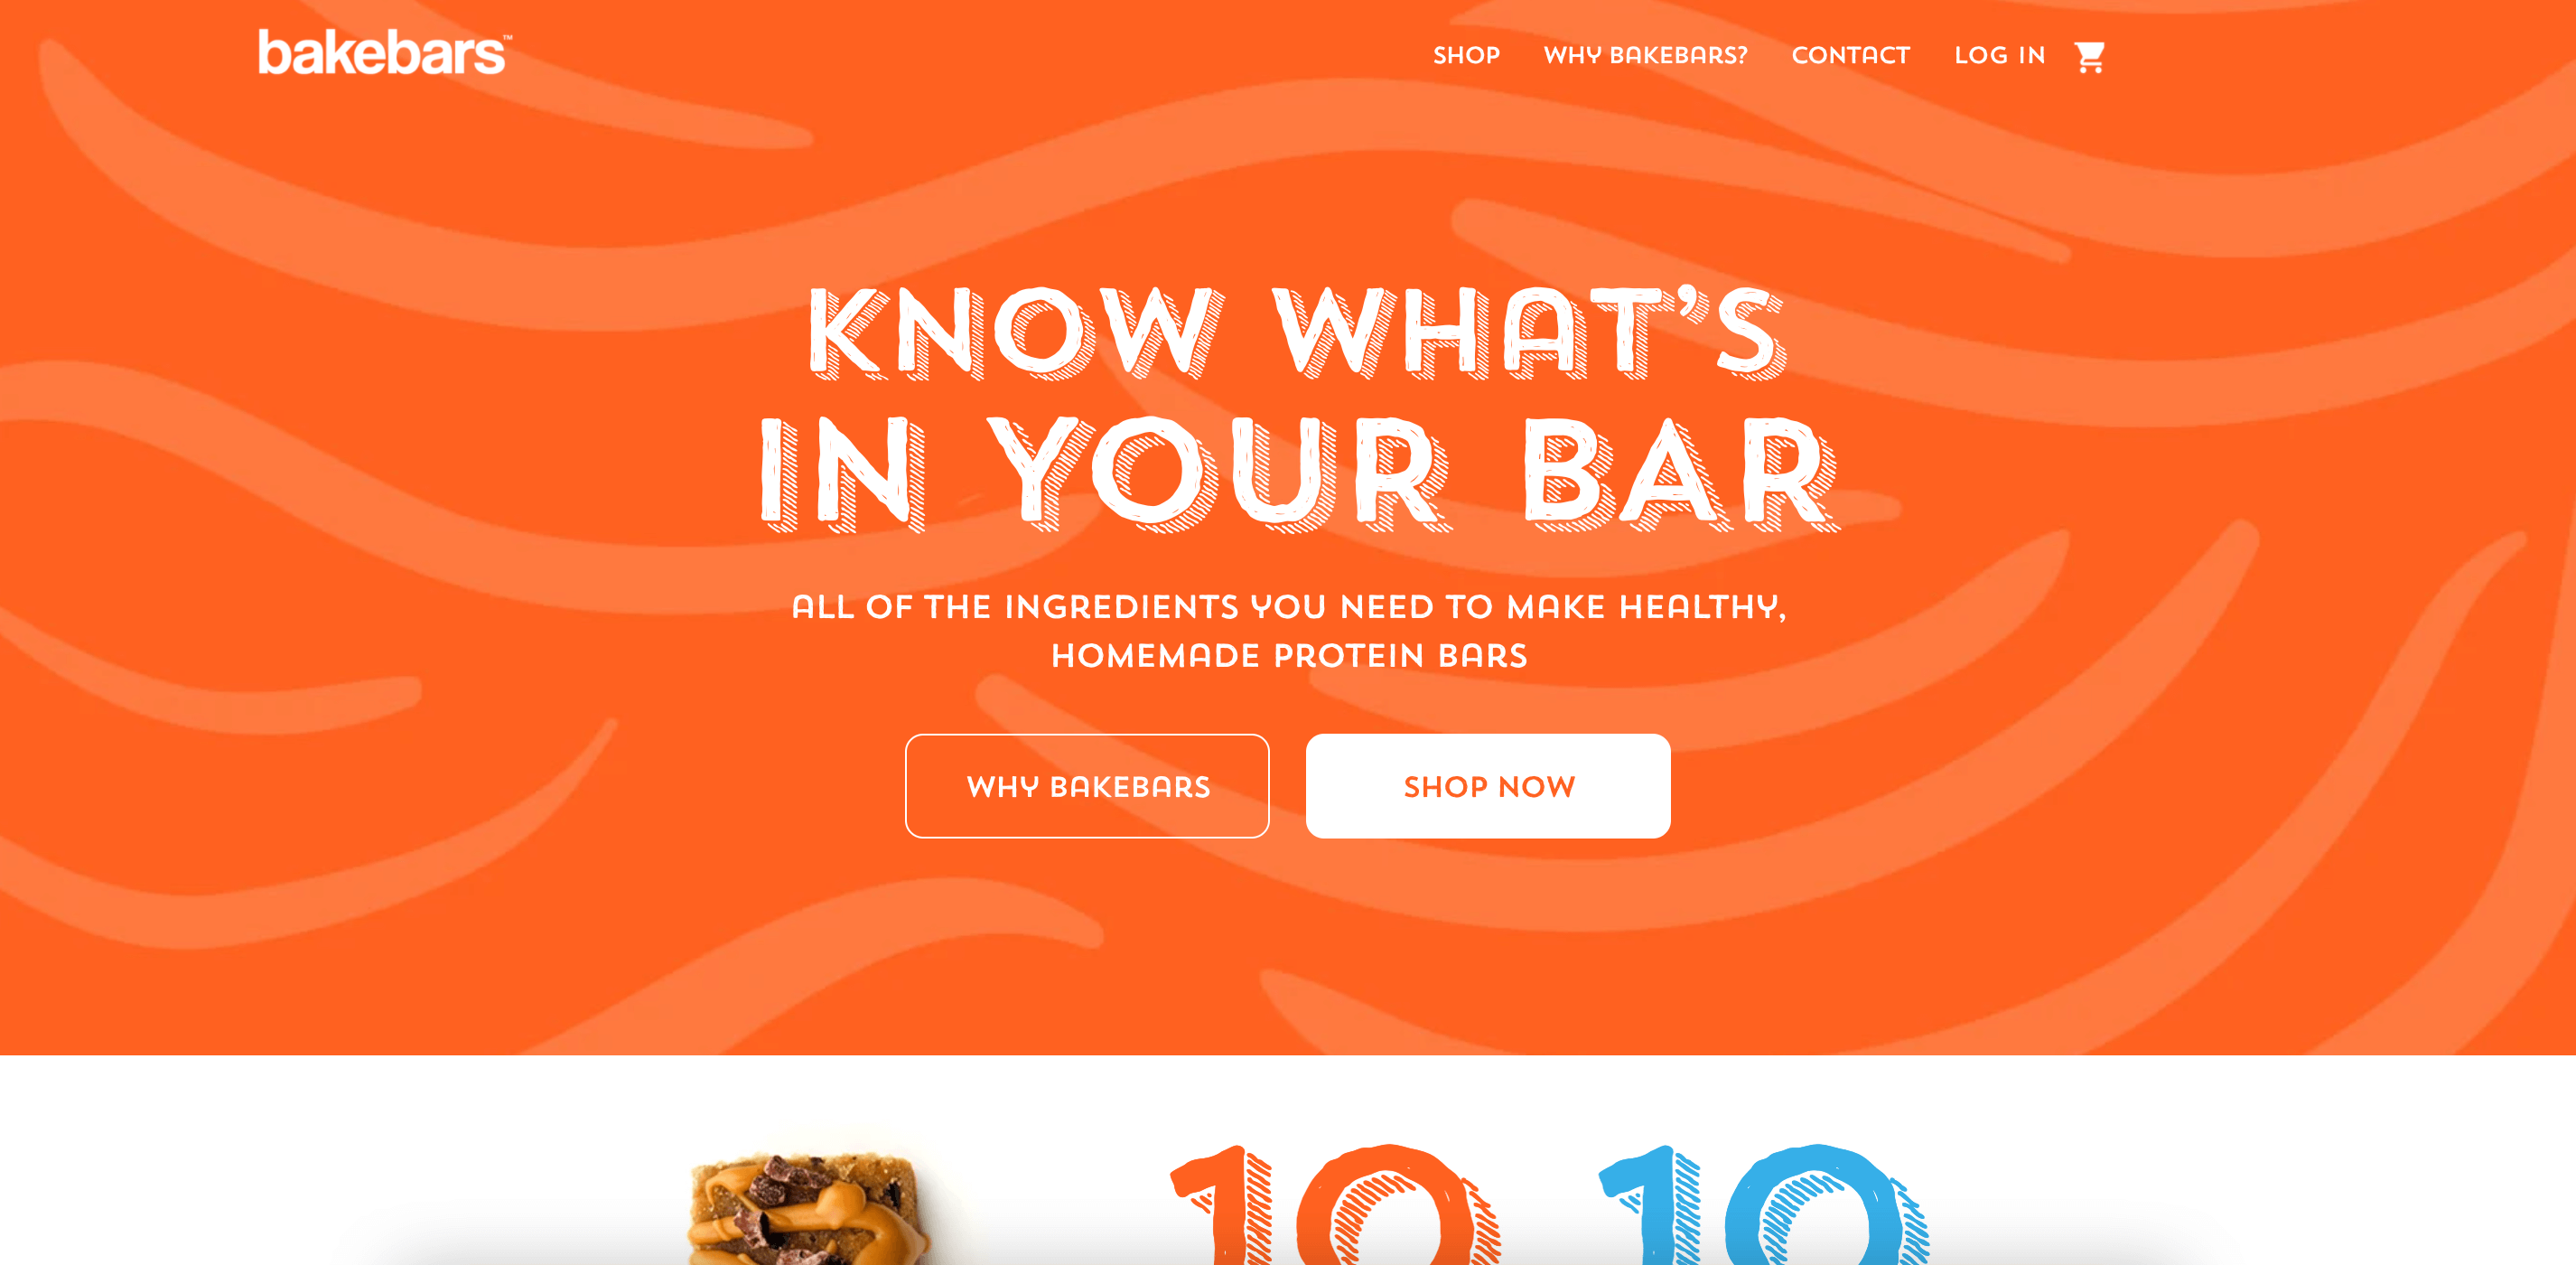 bakebars™
SHOP WHY BAKEBARS? CONTACT LOG IN
KNOW WHAT'S
IN YOUR BAR
ALL OF THE INGREDIENTS YOU NEED TO MAKE HEALTHY,
HOMEMADE PROTEIN BARS
WHY BAKEBARS SHOP NOW
10 10